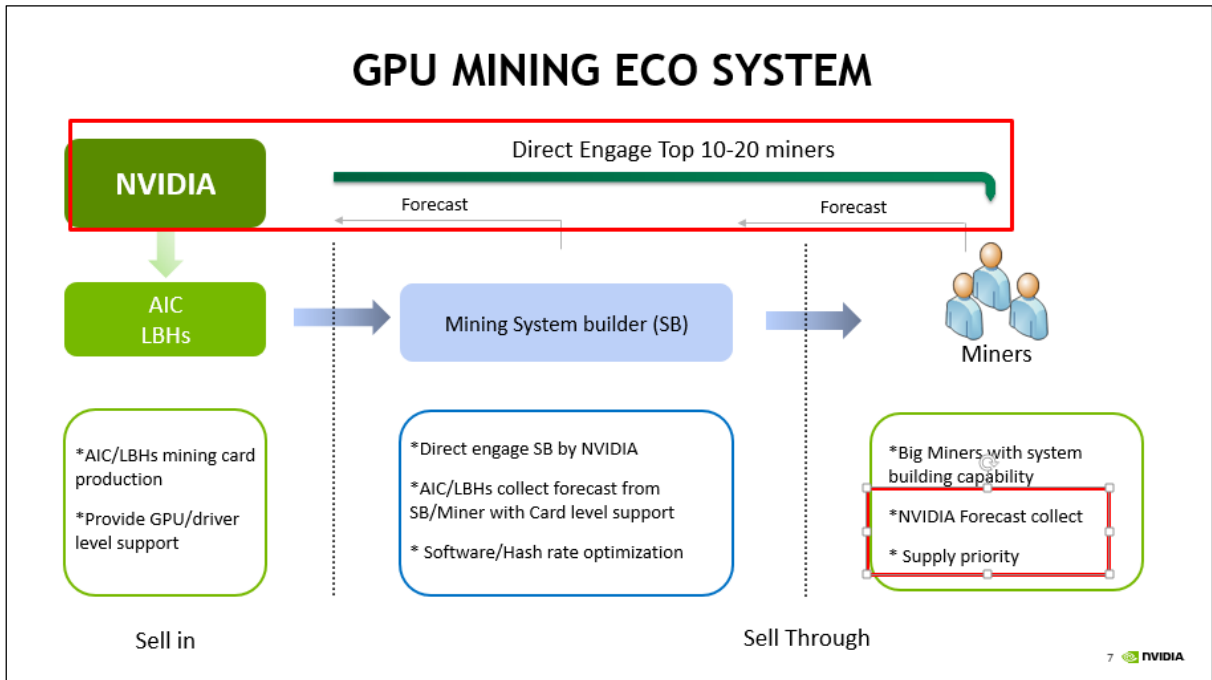 GPU MINING ECO SYSTEM
NVIDIA
Direct Engage Top 10-20 miners
Forecast
Forecast
AIC
LBHs
Mining System builder (SB)
Miners
*AIC/LBHs mining card
production
*Provide GPU/driver
level support
*Direct engage SB by NVIDIA
*AIC/LBHs collect forecast from
SB/Miner with Card level support
* Software/Hash rate optimization
*Big Miners with system
building capability
*NVIDIA Forecast collect
* Supply priority
Sell in
Sell Through
7 NVIDIA